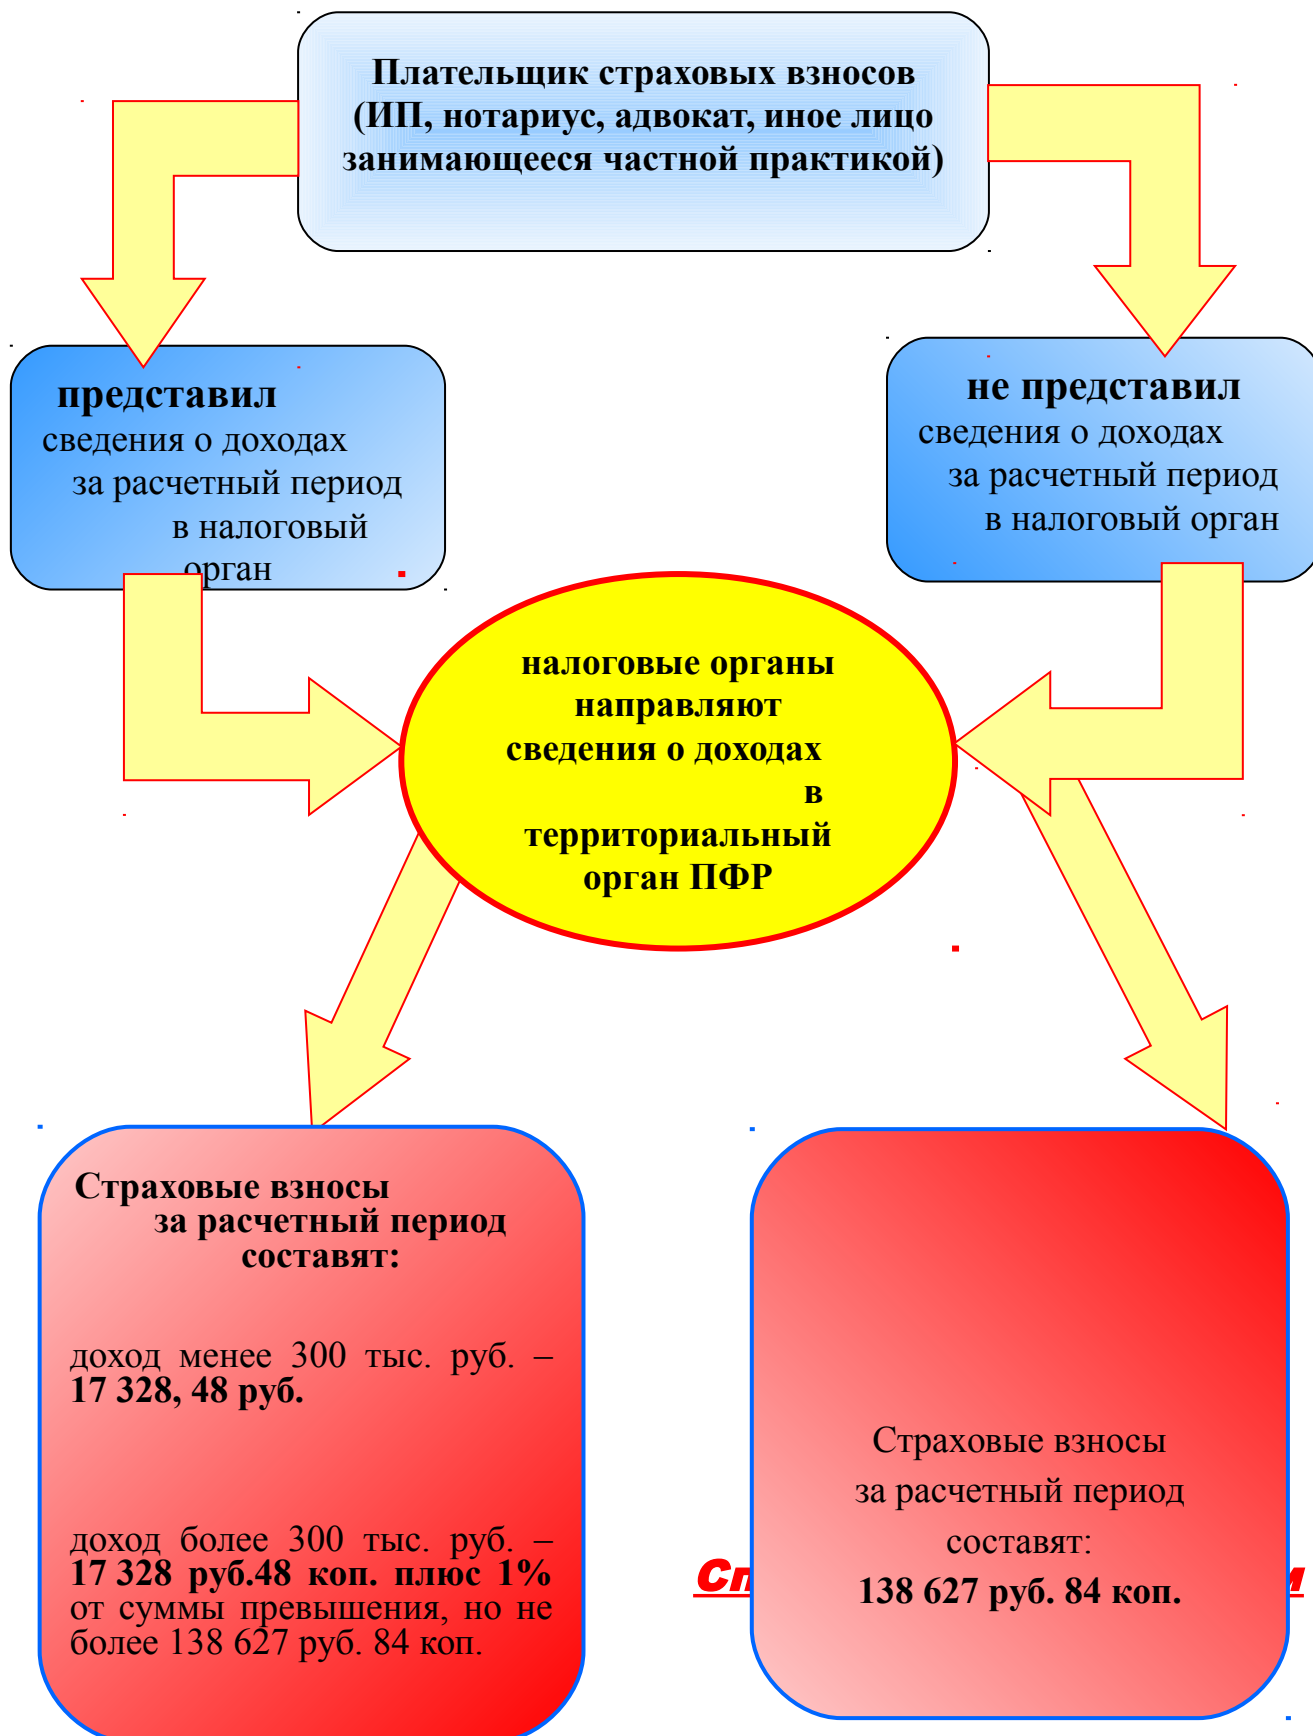 Плательщик страховых взносов
(ИП, нотариус, адвокат, иное лицо
занимающееся частной практикой)
представил
сведения о доходах
за расчетный период
в налоговый
орган
не представил
сведения о доходах
за расчетный период
в налоговый орган
налоговые органы
направляют
сведения о доходах
в
территориальный
орган ПФР
Страховые взносы
за расчетный период
составят:
доход менее 300 тыс. руб. –
17 328, 48 руб.
доход более 300 тыс. руб. –
17 328 руб.48 коп. плюс 1%
от суммы превышения, но не
более 138 627 руб. 84 коп.
Страховые взносы
за расчетный период
составят:
138 627 руб. 84 коп.